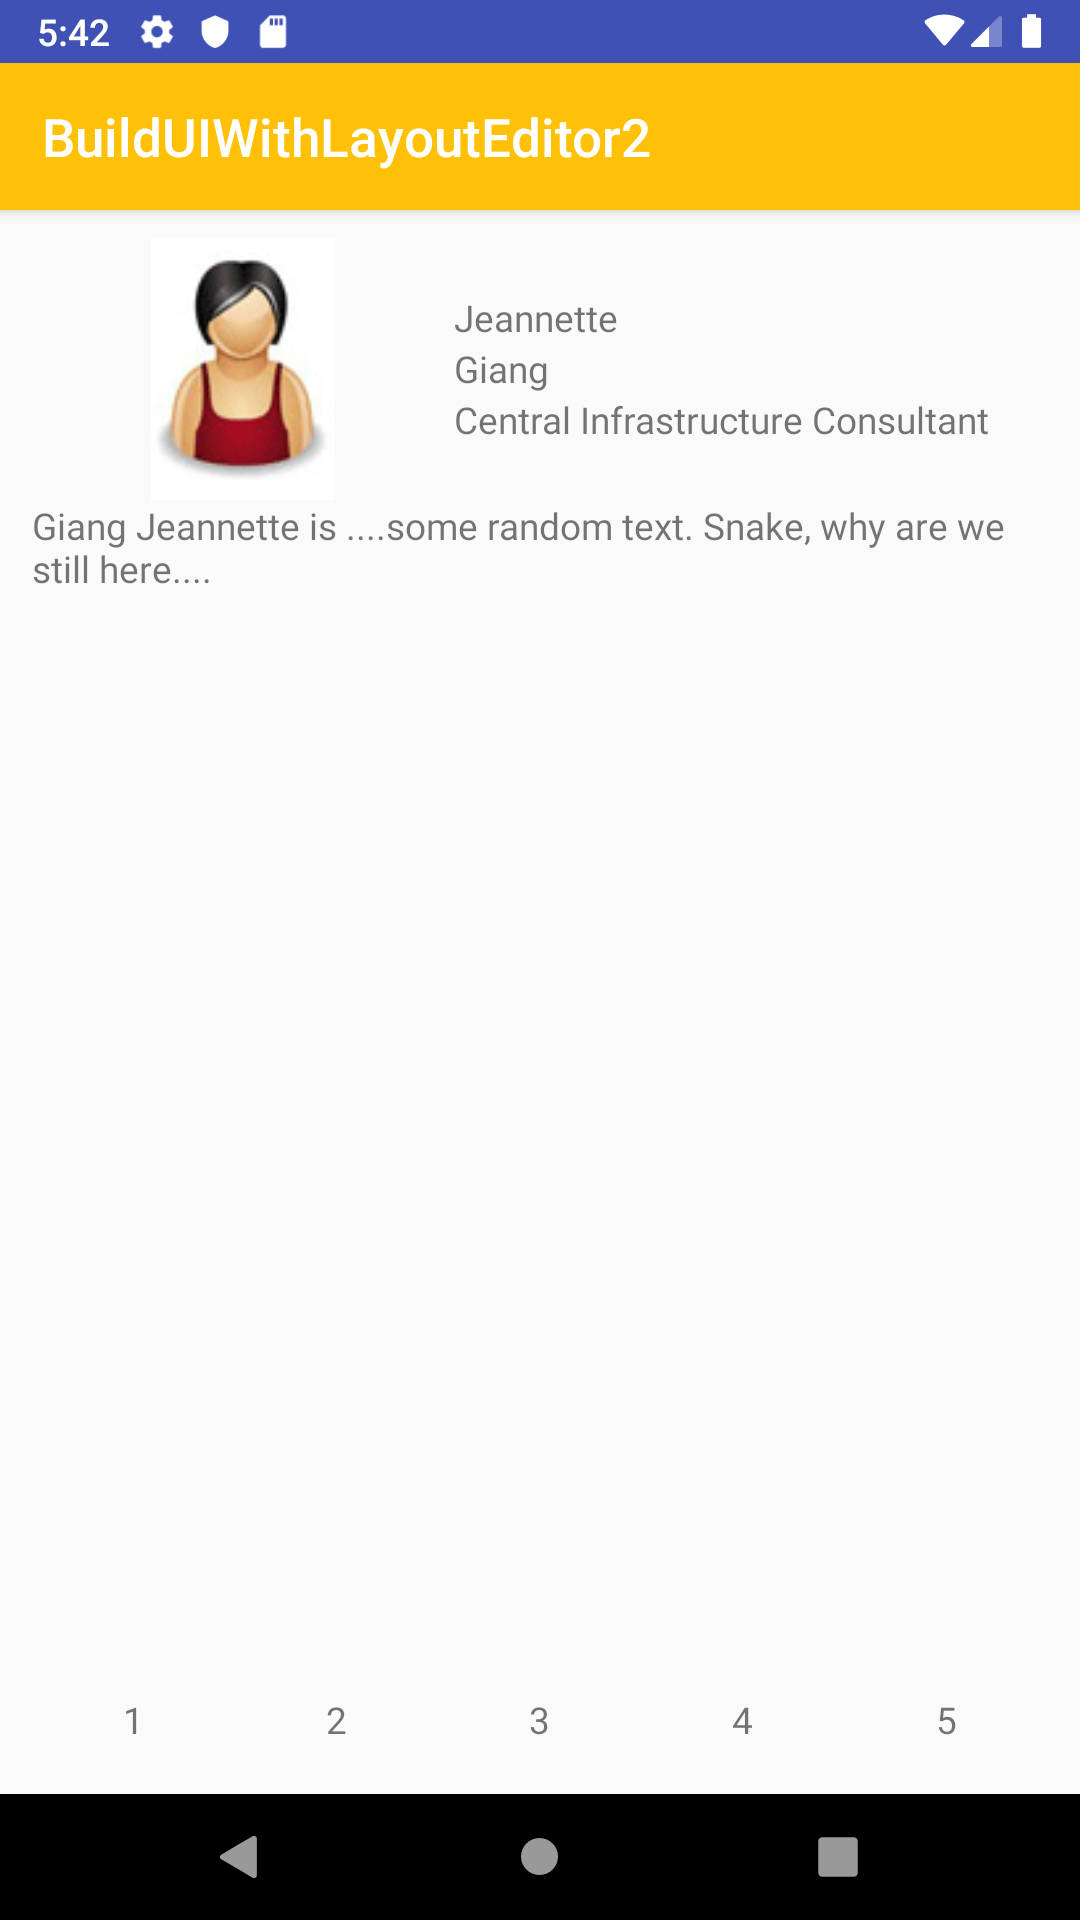 5:42
BuildUIWithLayoutEditor2
Jeannette
Giang
Central Infrastructure Consultant
Giang Jeannette is ....some random text. Snake, why are we
still here....
1 2 3 4 5